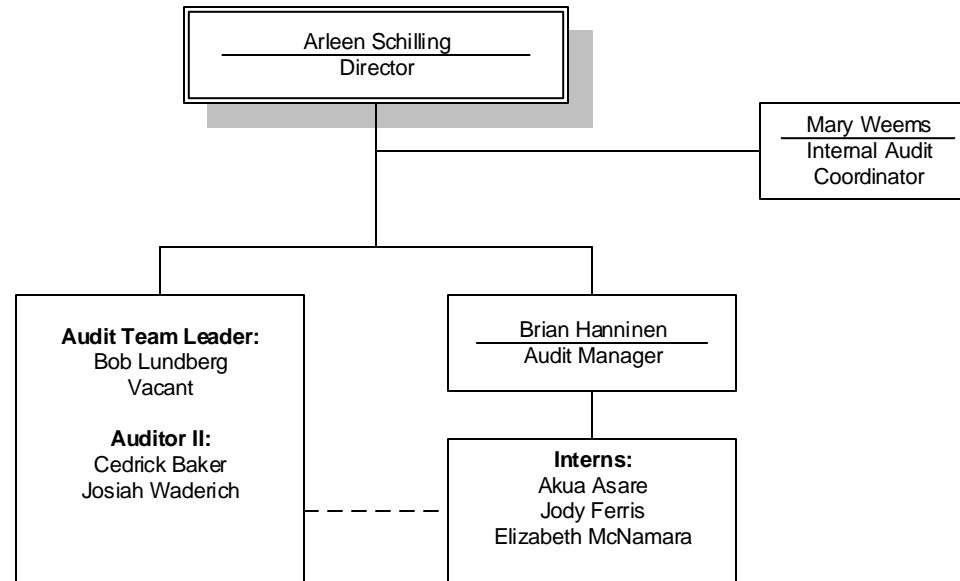 Arleen Schilling
Director
Mary Weems
Internal Audit
Coordinator
Audit Team Leader:
Bob Lundberg
Vacant
Auditor II:
Cedrick Baker
Josiah Waderich
Brian Hanninen
Audit Manager
Interns:
Akua Asare
Jody Ferris
Elizabeth McNamara